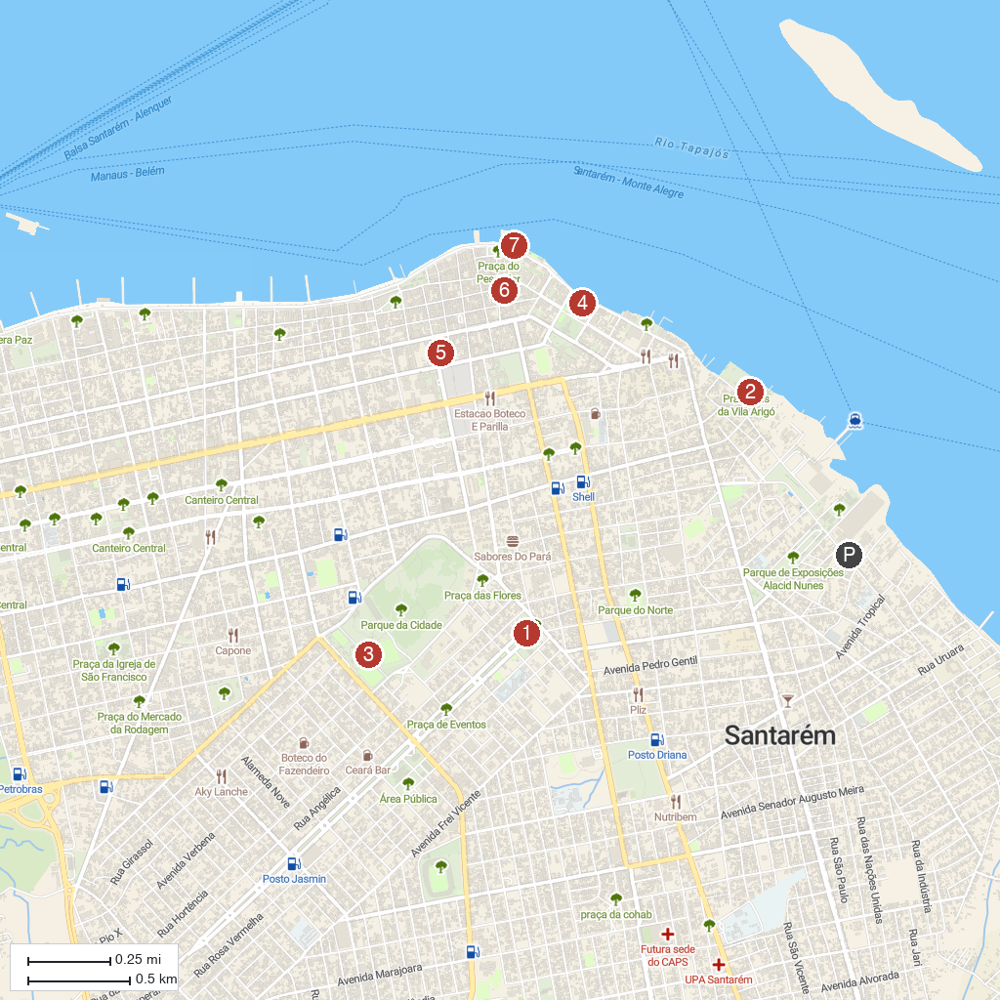 Balsa Santarém - Alenquer
Manaus - Belém
Rio Tapajós
Santarém - Monte Alegre
7
Praça do
6
4
era Paz
5
2
da Vila Arigó
Estacao Boteco
E Parilla
Canteiro Central
Shell
entral
Canteiro Central
Sabores Do Pará
P
Parque de Exposições
Alacid Nunes
Praça das Flores
Central
Parque da Cidade
Parque do Norte
1
Avenida Tropical
Capone
3
Praça da Igreja de
São Francisco
Avenida Pedro Gentil
Rua Uruara
Pliz
Praça do Mercado
da Rodagem
Praça de Eventos
Santarém
Posto Driana
Boteco do
Fazendeiro
Ceará Bar
Alameda Nove
Petrobras
Aky Lanche
Área Pública
Rua Angélica
Avenida Frei Vicente
Nutribem
Avenida Senador Augusto Meira
Rua Girassol
Avenida Verbena
Posto Jasmin
Rua São Paulo
Rua das Nações Unidas
Rua da Indústria
Rua Hortência
praça da cohab
Rua Rosa Vermelha
Pio X
Futura sede
do CAPS
UPA Santarém
Rua São Vicente
Rua Jari
Avenida Marajoara
Avenida Alvorada
0.25 mi
0.5 km